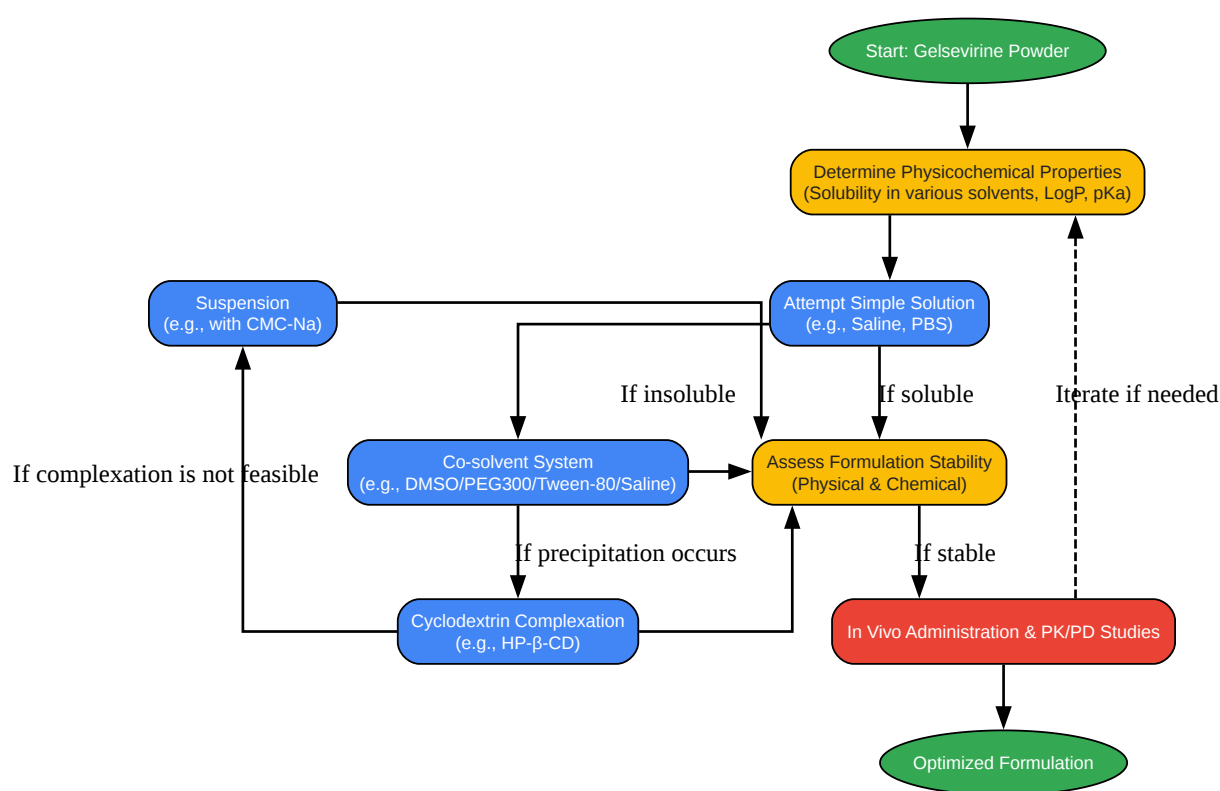 Start: Gelsevirine Powder
Determine Physicochemical Properties
(Solubility in various solvents, LogP, pKa)
Suspension
(e.g., with CMC-Na)
Attempt Simple Solution
(e.g., Saline, PBS)
If insoluble
If soluble
Iterate if needed
If complexation is not feasible
Co-solvent System
(e.g., DMSO/PEG300/Tween-80/Saline)
Assess Formulation Stability
(Physical & Chemical)
If precipitation occurs
If stable
Cyclodextrin Complexation
(e.g., HP-β-CD)
In Vivo Administration & PK/PD Studies
Optimized Formulation